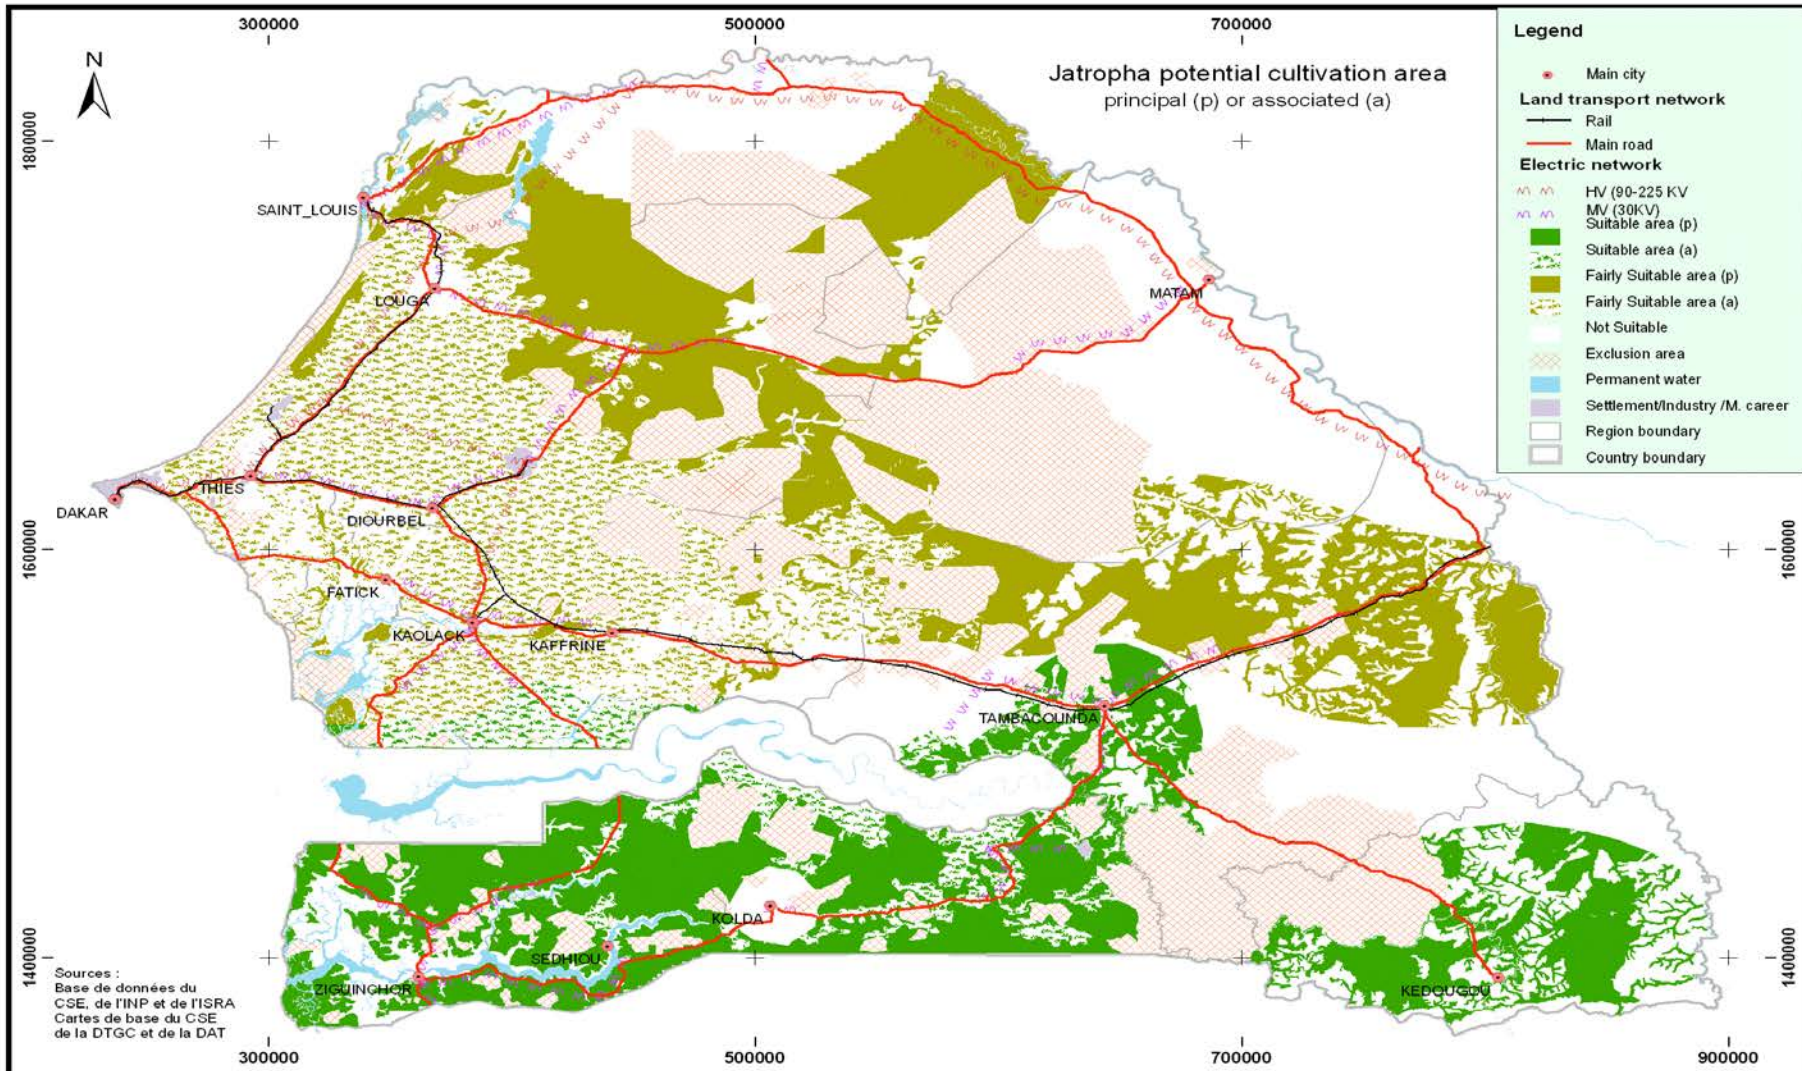 300000
500000
700000
Legend
N
Jatropha potential cultivation area
principal (p) or associated (a)
Main city
Land transport network
Rail
Main road
Electric network
HV (90-225 KV
MV (30KV)
Suitable area (p)
Suitable area (a)
Fairly Suitable area (p)
Fairly Suitable area (a)
Not Suitable
Exclusion area
Permanent water
Settlement/Industry /M. career
Region boundary
Country boundary
1800000
SAINT_LOUIS
LOUGA
MATAM
THIES
DAKAR
DIOURBEL
1600000
1600000
FATICK
KAOLACK
KAFFRINE
TAMBACOUNDA
KOLDA
SEDHIOU
1400000
1400000
ZIGUINCHOR
KEDOUGOU
Sources :
Base de données du
CSE, de l'INP et de l'ISRA
Cartes de base du CSE
de la DTGC et de la DAT
300000
500000
700000
900000